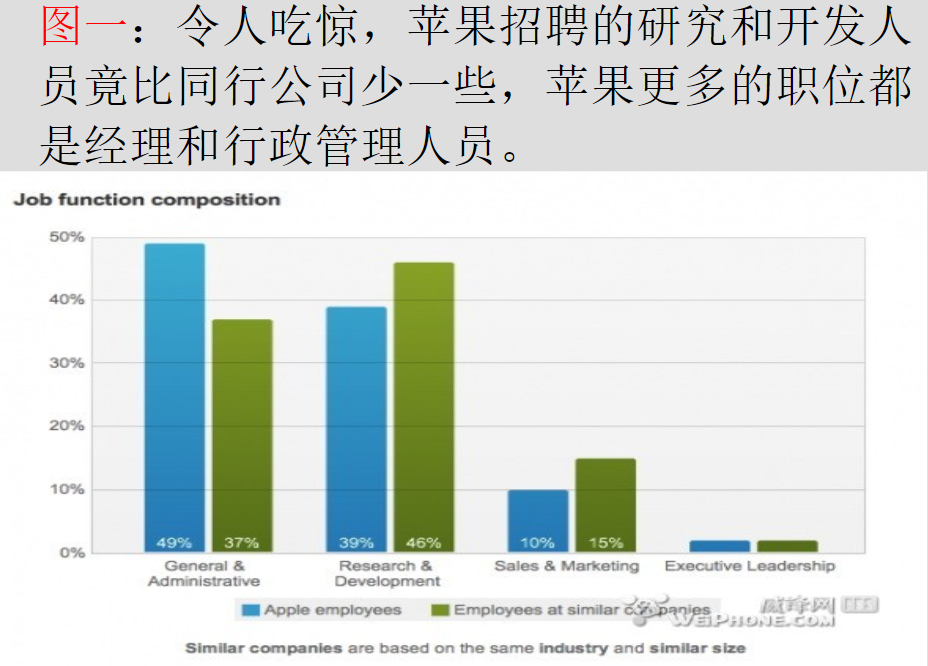 图一：令人吃惊，苹果招聘的研究和开发人
员竟比同行公司少一些，苹果更多的职位都
是经理和行政管理人员。
Job function composition
50%
40%
30%
20%
10%
0%
49% 37% 39% 46% 10% 15%
General & Administrative
Research & Development
Sales & Marketing
Executive Leadership
Apple employees
Employees at similar companies
威锋网
WEIPHONE.COM
Similar companies are based on the same industry and similar size